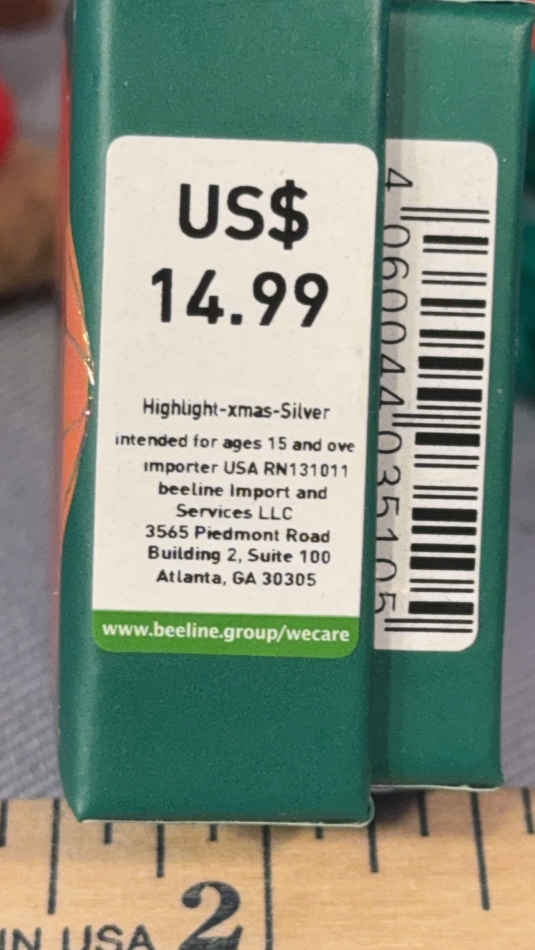 US$
14.99
Highlight-xmas-Silver
intended for ages 15 and ove
importer USA RN131011
beeline Import and
Services LLC
3565 Piedmont Road
Building 2, Suite 100
Atlanta, GA 30305
www.beeline.group/wecare
4 060044 035105
IN USA 2